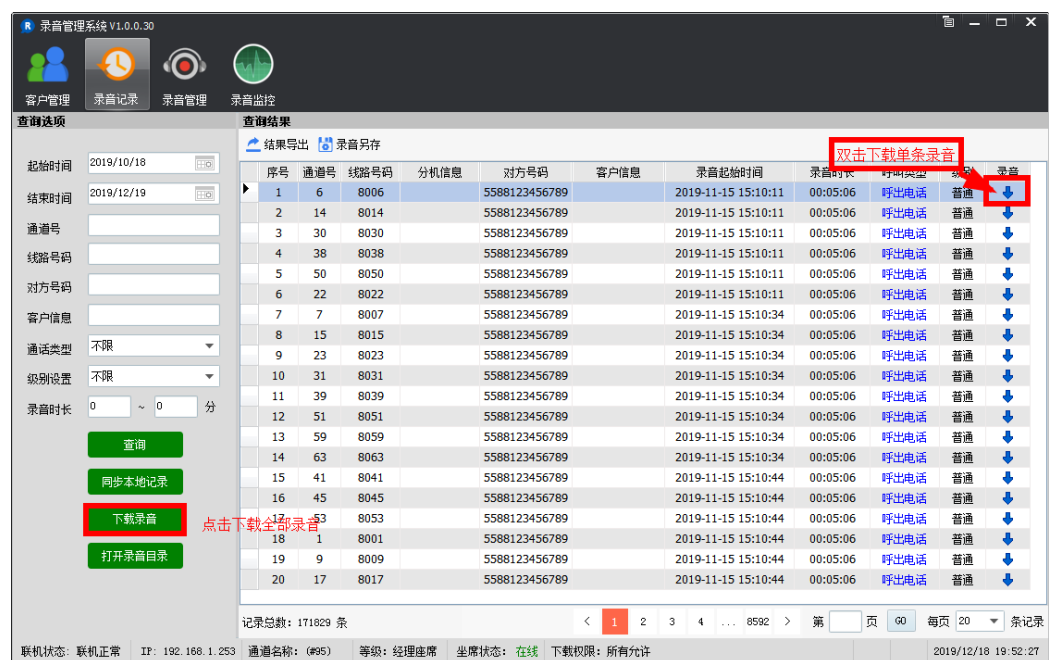 R 录音管理系统 V1.0.0.30
客户管理 录音记录 录音管理 录音监控
查询选项
起始时间 2019/10/18
结束时间 2019/12/19
通道号
线路号码
对方号码
客户信息
通话类型 不限
级别设置 不限
录音时长 0 ~ 0 分
查询
同步本地记录
下载录音 点击下载全部录音
打开录音目录
查询结果
结果导出 录音另存
双击下载单条录音
序号 通道号 线路号码 分机信息 对方号码 客户信息 录音起始时间 录音时长 呼叫类型 级别 录音
1 6 8006 5588123456789 2019-11-15 15:10:11 00:05:06 呼出电话 普通
2 14 8014 5588123456789 2019-11-15 15:10:11 00:05:06 呼出电话 普通
3 30 8030 5588123456789 2019-11-15 15:10:11 00:05:06 呼出电话 普通
4 38 8038 5588123456789 2019-11-15 15:10:11 00:05:06 呼出电话 普通
5 50 8050 5588123456789 2019-11-15 15:10:11 00:05:06 呼出电话 普通
6 22 8022 5588123456789 2019-11-15 15:10:11 00:05:06 呼出电话 普通
7 7 8007 5588123456789 2019-11-15 15:10:34 00:05:06 呼出电话 普通
8 15 8015 5588123456789 2019-11-15 15:10:34 00:05:06 呼出电话 普通
9 23 8023 5588123456789 2019-11-15 15:10:34 00:05:06 呼出电话 普通
10 31 8031 5588123456789 2019-11-15 15:10:34 00:05:06 呼出电话 普通
11 39 8039 5588123456789 2019-11-15 15:10:34 00:05:06 呼出电话 普通
12 51 8051 5588123456789 2019-11-15 15:10:34 00:05:06 呼出电话 普通
13 59 8059 5588123456789 2019-11-15 15:10:34 00:05:06 呼出电话 普通
14 63 8063 5588123456789 2019-11-15 15:10:34 00:05:06 呼出电话 普通
15 41 8041 5588123456789 2019-11-15 15:10:44 00:05:06 呼出电话 普通
16 45 8045 5588123456789 2019-11-15 15:10:44 00:05:06 呼出电话 普通
17 53 8053 5588123456789 2019-11-15 15:10:44 00:05:06 呼出电话 普通
18 1 8001 5588123456789 2019-11-15 15:10:44 00:05:06 呼出电话 普通
19 9 8009 5588123456789 2019-11-15 15:10:44 00:05:06 呼出电话 普通
20 17 8017 5588123456789 2019-11-15 15:10:44 00:05:06 呼出电话 普通
记录总数: 171829 条 < 1 2 3 4 ... 8592 > 第 页 GO 每页 20 条记录
联机状态: 联机正常 IP: 192.168.1.253 通道名称: (#95) 等级: 经理座席 坐席状态: 在线 下载权限: 所有允许 2019/12/18 19:52:27